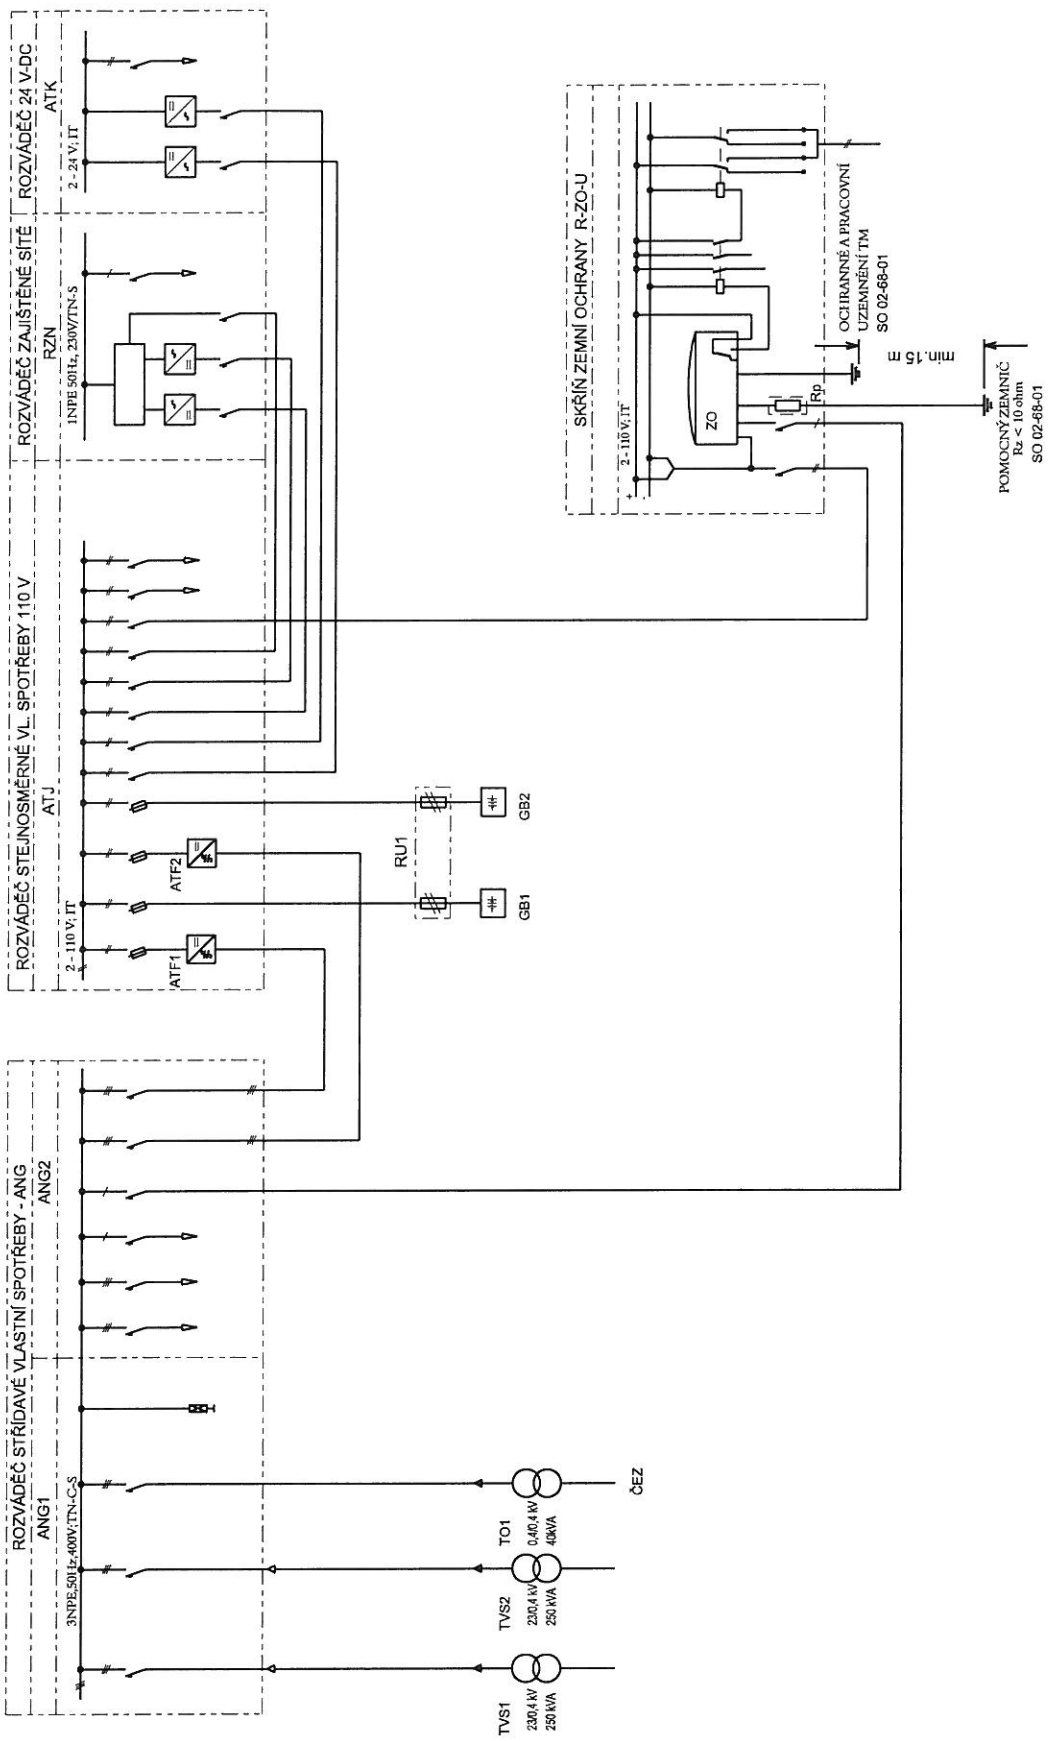 ROZVÁDĚČ STŘÍDAVÉ VLASTNÍ SPOTŘEBY - ANG
ANG1
ANG2
3NPE,50Hz,400V;TN-C-S
TVS1
23/0,4 kV
250 kVA
TVS2
23/0,4 kV
250 kVA
TO1
0,4/0,4 kV
40kVA
ČEZ
ROZVÁDĚČ STEJNOSMĚRNÉ VL. SPOTŘEBY 110 V
ATJ
2 - 110 V; IT
ATF1
ATF2
GB1
RU1
GB2
ROZVÁDĚČ ZAJIŠTĚNÉ SÍTĚ
RZN
1NPE 50Hz, 230V/TN-S
ROZVÁDĚČ 24 V-DC
ATK
2 - 24 V; IT
SKŘÍŇ ZEMNÍ OCHRANY R-ZO-U
2 - 110 V; IT
+
-
ZO
Rp
OCHRANNÉ A PRACOVNÍ
UZEMNĚNÍ TM
SO 02-68-01
min.15 m
POMOCNÝ ZEMNIČ
Rz < 10 ohm
SO 02-68-01